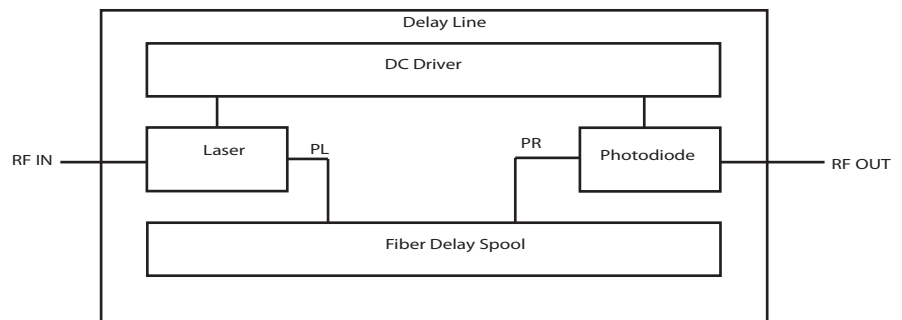 Delay Line
DC Driver
Laser
PL
PR
Photodiode
RF IN
RF OUT
Fiber Delay Spool